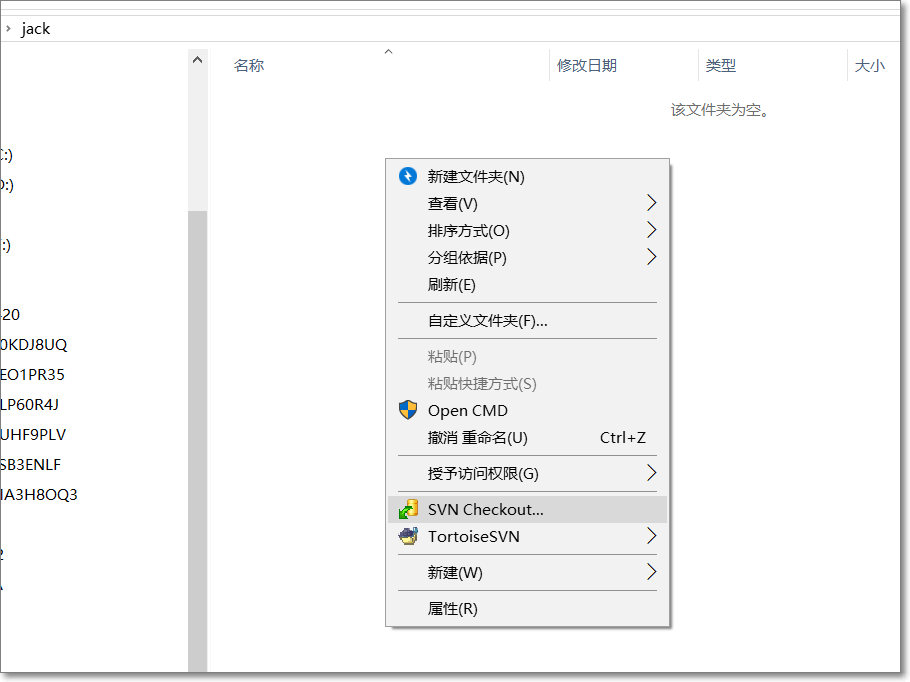 jack
名称
修改日期
类型
大小
该文件夹为空。
C:)
D:)
:)
420
0KDJ8UQ
EO1PR35
LP60R4J
UHF9PLV
SB3ENLF
IA3H8OQ3
2
新建文件夹(N)
查看(V)
排序方式(O)
分组依据(P)
刷新(E)
自定义文件夹(F)...
粘贴(P)
粘贴快捷方式(S)
Open CMD
撤消 重命名(U) Ctrl+Z
授予访问权限(G)
SVN Checkout...
TortoiseSVN
新建(W)
属性(R)